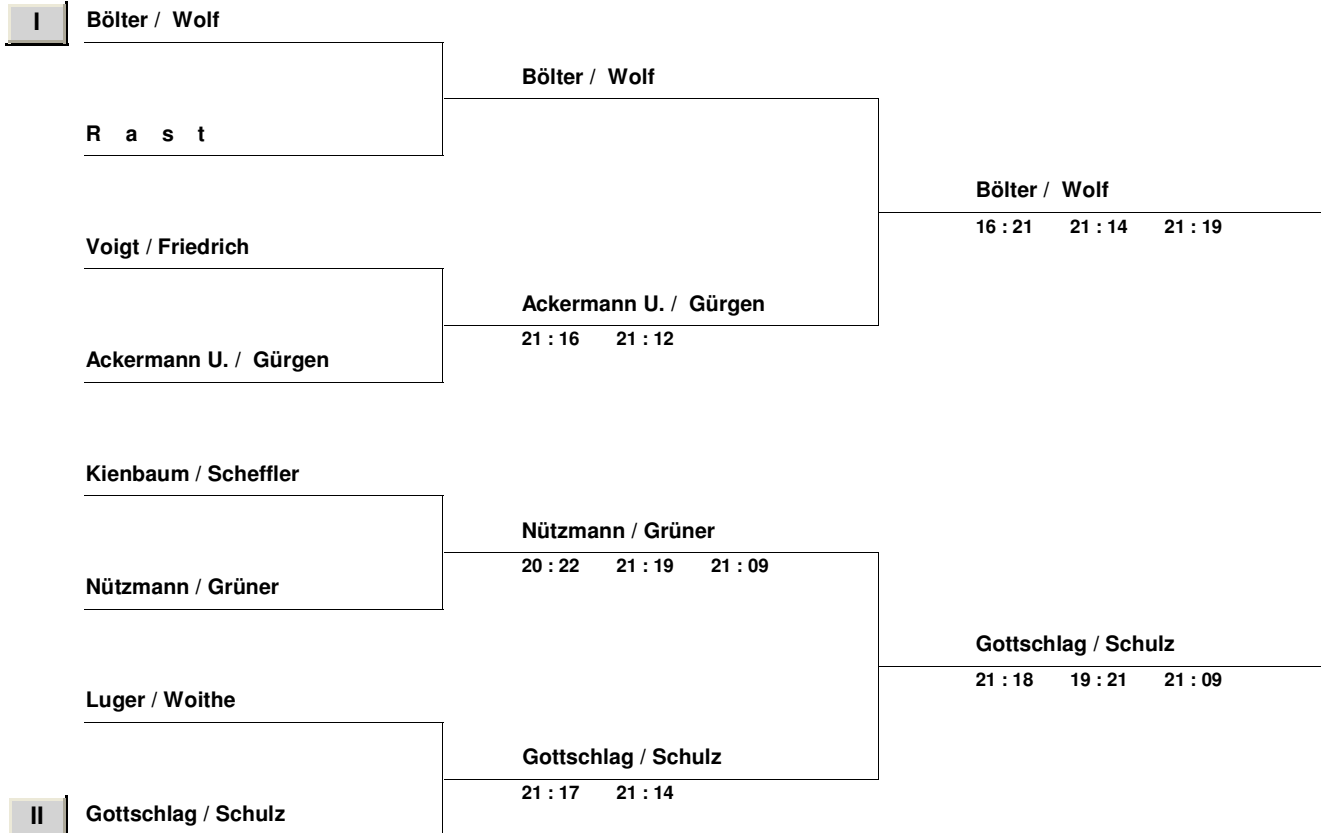 I Bölter / Wolf
Bölter / Wolf
R a s t
Bölter / Wolf
16 : 21 21 : 14 21 : 19
Voigt / Friedrich
Ackermann U. / Gürgen
21 : 16 21 : 12
Ackermann U. / Gürgen
Kienbaum / Scheffler
Nützmann / Grüner
20 : 22 21 : 19 21 : 09
Nützmann / Grüner
Gottschlag / Schulz
21 : 18 19 : 21 21 : 09
Luger / Woithe
Gottschlag / Schulz
21 : 17 21 : 14
II Gottschlag / Schulz